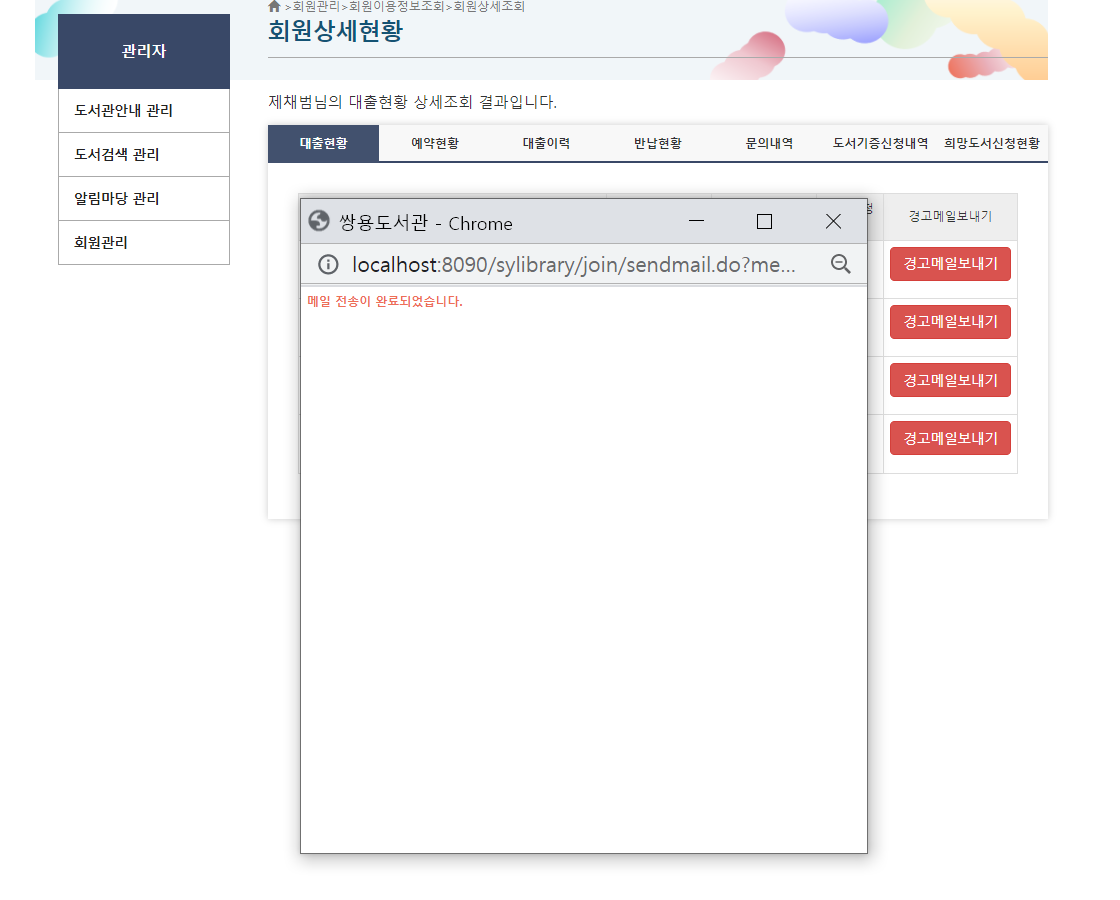 >회원관리>회원이용정보조회>회원상세조회
회원상세현황
관리자
도서관안내 관리
도서검색 관리
알림마당 관리
회원관리
제채범님의 대출현황 상세조회 결과입니다.
대출현황 예약현황 대출이력 반납현황 문의내역 도서기증신청내역 희망도서신청현황
정 경고메일보내기
쌍용도서관 - Chrome
localhost:8090/sylibrary/join/sendmail.do?me...
메일 전송이 완료되었습니다.
경고메일보내기
경고메일보내기
경고메일보내기
경고메일보내기